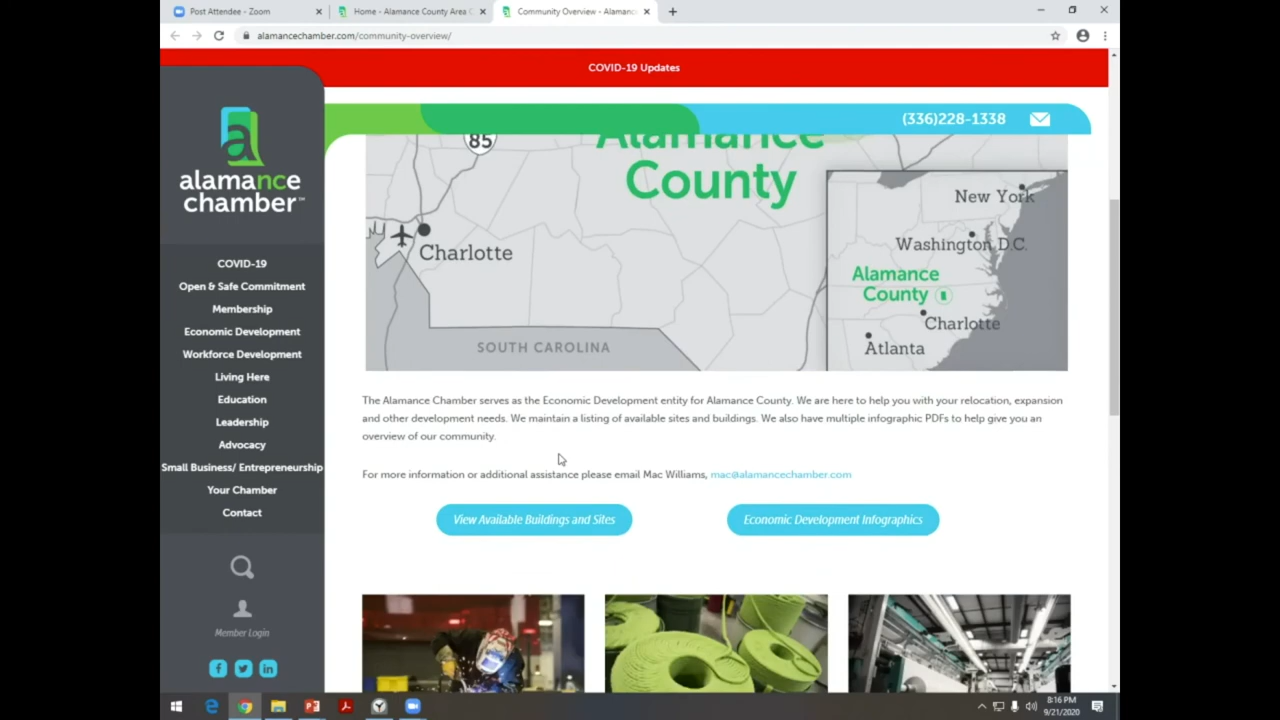 Post Attendee - Zoom
Home - Alamance County Area C
Community Overview - Alamanc
alamancechamber.com/community-overview/
COVID-19 Updates
(336)228-1338
alamance
chamber™
COVID-19
Open & Safe Commitment
Membership
Economic Development
Workforce Development
Living Here
Education
Leadership
Advocacy
Small Business/ Entrepreneurship
Your Chamber
Contact
Member Login
85
Alamance
County
Charlotte
SOUTH CAROLINA
New York
Washington D.C.
Alamance
County
Charlotte
Atlanta
The Alamance Chamber serves as the Economic Development entity for Alamance County. We are here to help you with your relocation, expansion
and other development needs. We maintain a listing of available sites and buildings. We also have multiple infographic PDFs to help give you an
overview of our community.
For more information or additional assistance please email Mac Williams, mac@alamancechamber.com
View Available Buildings and Sites
Economic Development Infographics
8:16 PM
9/21/2020